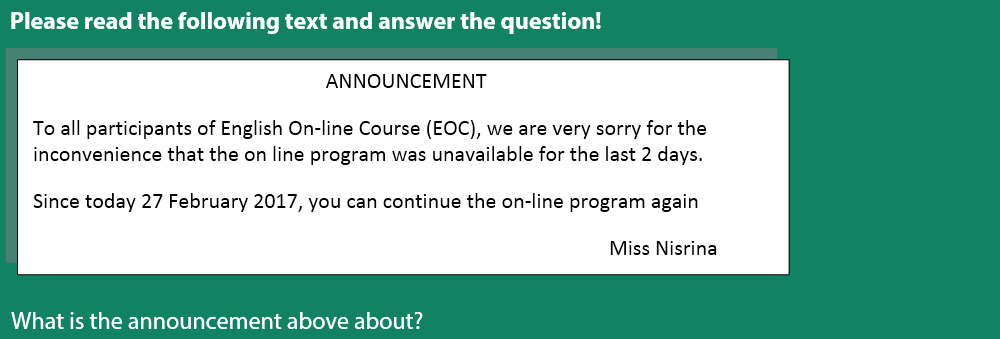 Please read the following text and answer the question!
ANNOUNCEMENT
To all participants of English On-line Course (EOC), we are very sorry for the
inconvenience that the on line program was unavailable for the last 2 days.
Since today 27 February 2017, you can continue the on-line program again
Miss Nisrina
What is the announcement above about?